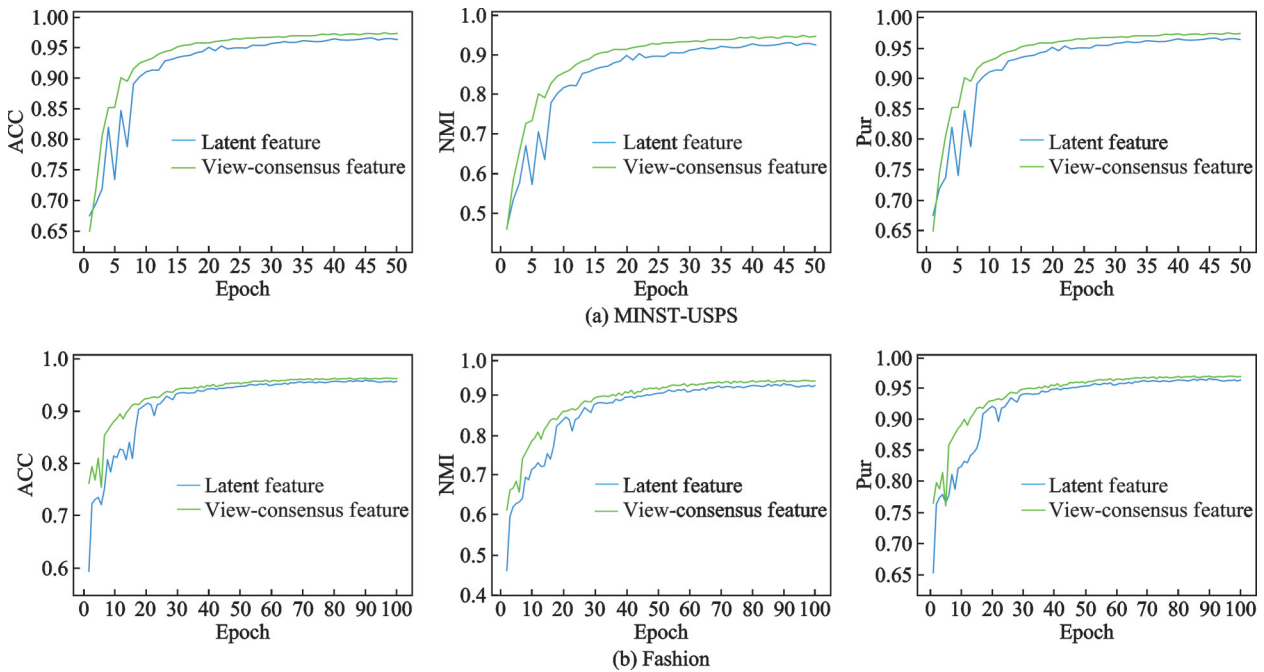 1.00
0.95
0.90
0.85
0.80
0.75
0.70
0.65
ACC
Latent feature
View-consensus feature
0 5 10 15 20 25 30 35 40 45 50
Epoch
1.0
0.9
0.8
0.7
0.6
0.5
NMI
Latent feature
View-consensus feature
0 5 10 15 20 25 30 35 40 45 50
Epoch
1.00
0.95
0.90
0.85
0.80
0.75
0.70
0.65
Pur
Latent feature
View-consensus feature
0 5 10 15 20 25 30 35 40 45 50
Epoch
(a) MINST-USPS
1.0
0.9
0.8
0.7
0.6
ACC
Latent feature
View-consensus feature
0 10 20 30 40 50 60 70 80 90 100
Epoch
1.0
0.9
0.8
0.7
0.6
0.5
0.4
NMI
Latent feature
View-consensus feature
0 10 20 30 40 50 60 70 80 90 100
Epoch
1.00
0.95
0.90
0.85
0.80
0.75
0.70
0.65
Pur
Latent feature
View-consensus feature
0 10 20 30 40 50 60 70 80 90 100
Epoch
(b) Fashion